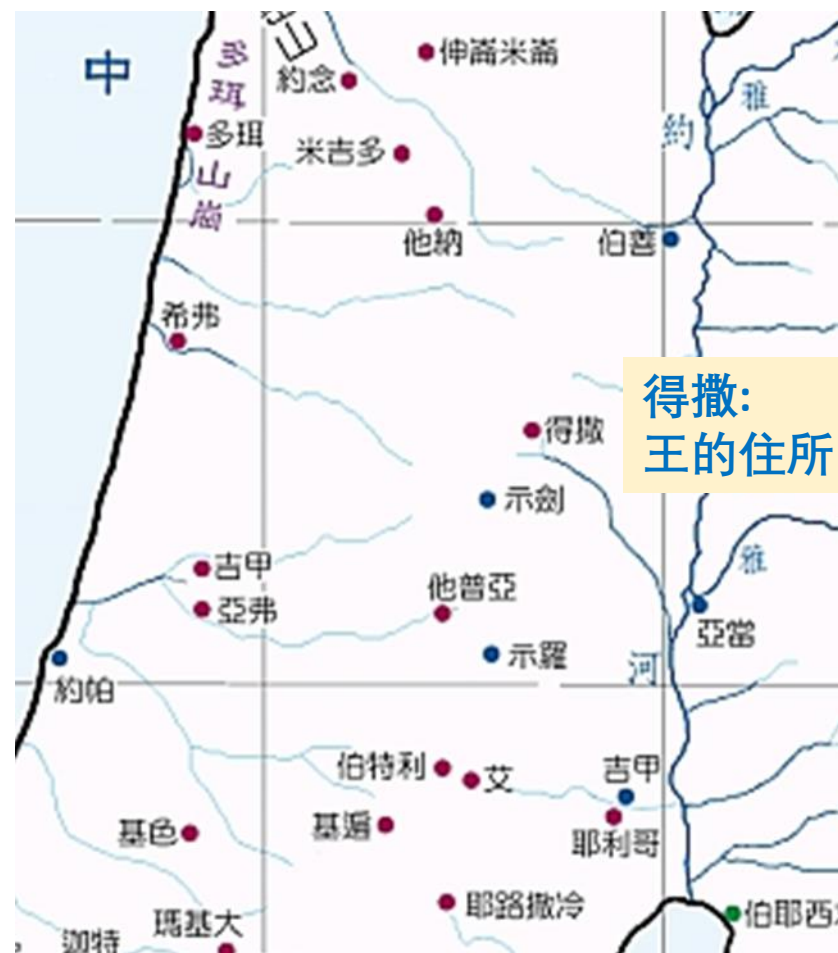 中
多珥
山崗
山
伸崙米崙
約念
多珥
米吉多
約
雅
他納
伯善
希弗
得撒:
王的住所
得撒
示劍
雅
吉甲
亞弗
他普亞
亞當
示羅
河
約帕
伯特利
艾
吉甲
基色
基遍
耶利哥
耶路撒冷
瑪基大
伯耶西
迦特